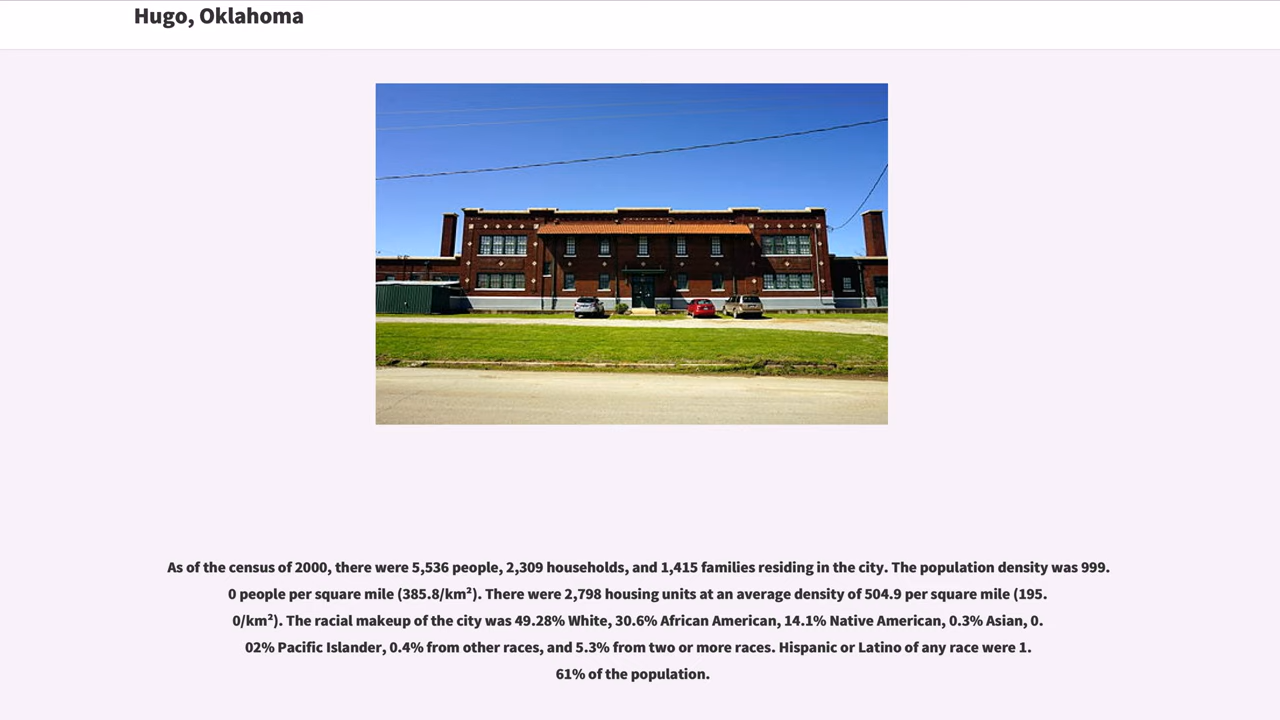 Hugo, Oklahoma
As of the census of 2000, there were 5,536 people, 2,309 households, and 1,415 families residing in the city. The population density was 999.
0 people per square mile (385.8/km²). There were 2,798 housing units at an average density of 504.9 per square mile (195.
0/km²). The racial makeup of the city was 49.28% White, 30.6% African American, 14.1% Native American, 0.3% Asian, 0.
02% Pacific Islander, 0.4% from other races, and 5.3% from two or more races. Hispanic or Latino of any race were 1.
61% of the population.